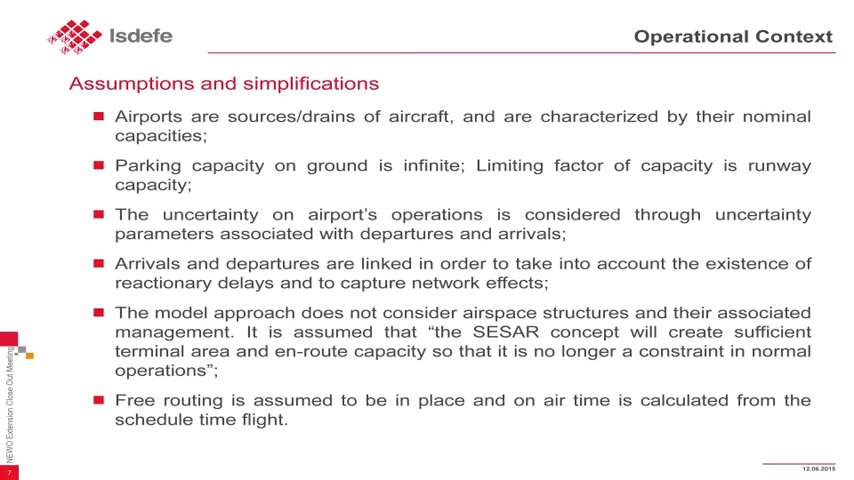 Isdefe
Operational Context
Assumptions and simplifications
Airports are sources/drains of aircraft, and are characterized by their nominal
capacities;
Parking capacity on ground is infinite; Limiting factor of capacity is runway
capacity;
The uncertainty on airport's operations is considered through uncertainty
parameters associated with departures and arrivals;
Arrivals and departures are linked in order to take into account the existence of
reactionary delays and to capture network effects;
The model approach does not consider airspace structures and their associated
management. It is assumed that “the SESAR concept will create sufficient
terminal area and en-route capacity so that it is no longer a constraint in normal
operations”;
Free routing is assumed to be in place and on air time is calculated from the
schedule time flight.
NEWO Extension Close Out Meeting
7
12.06.2015